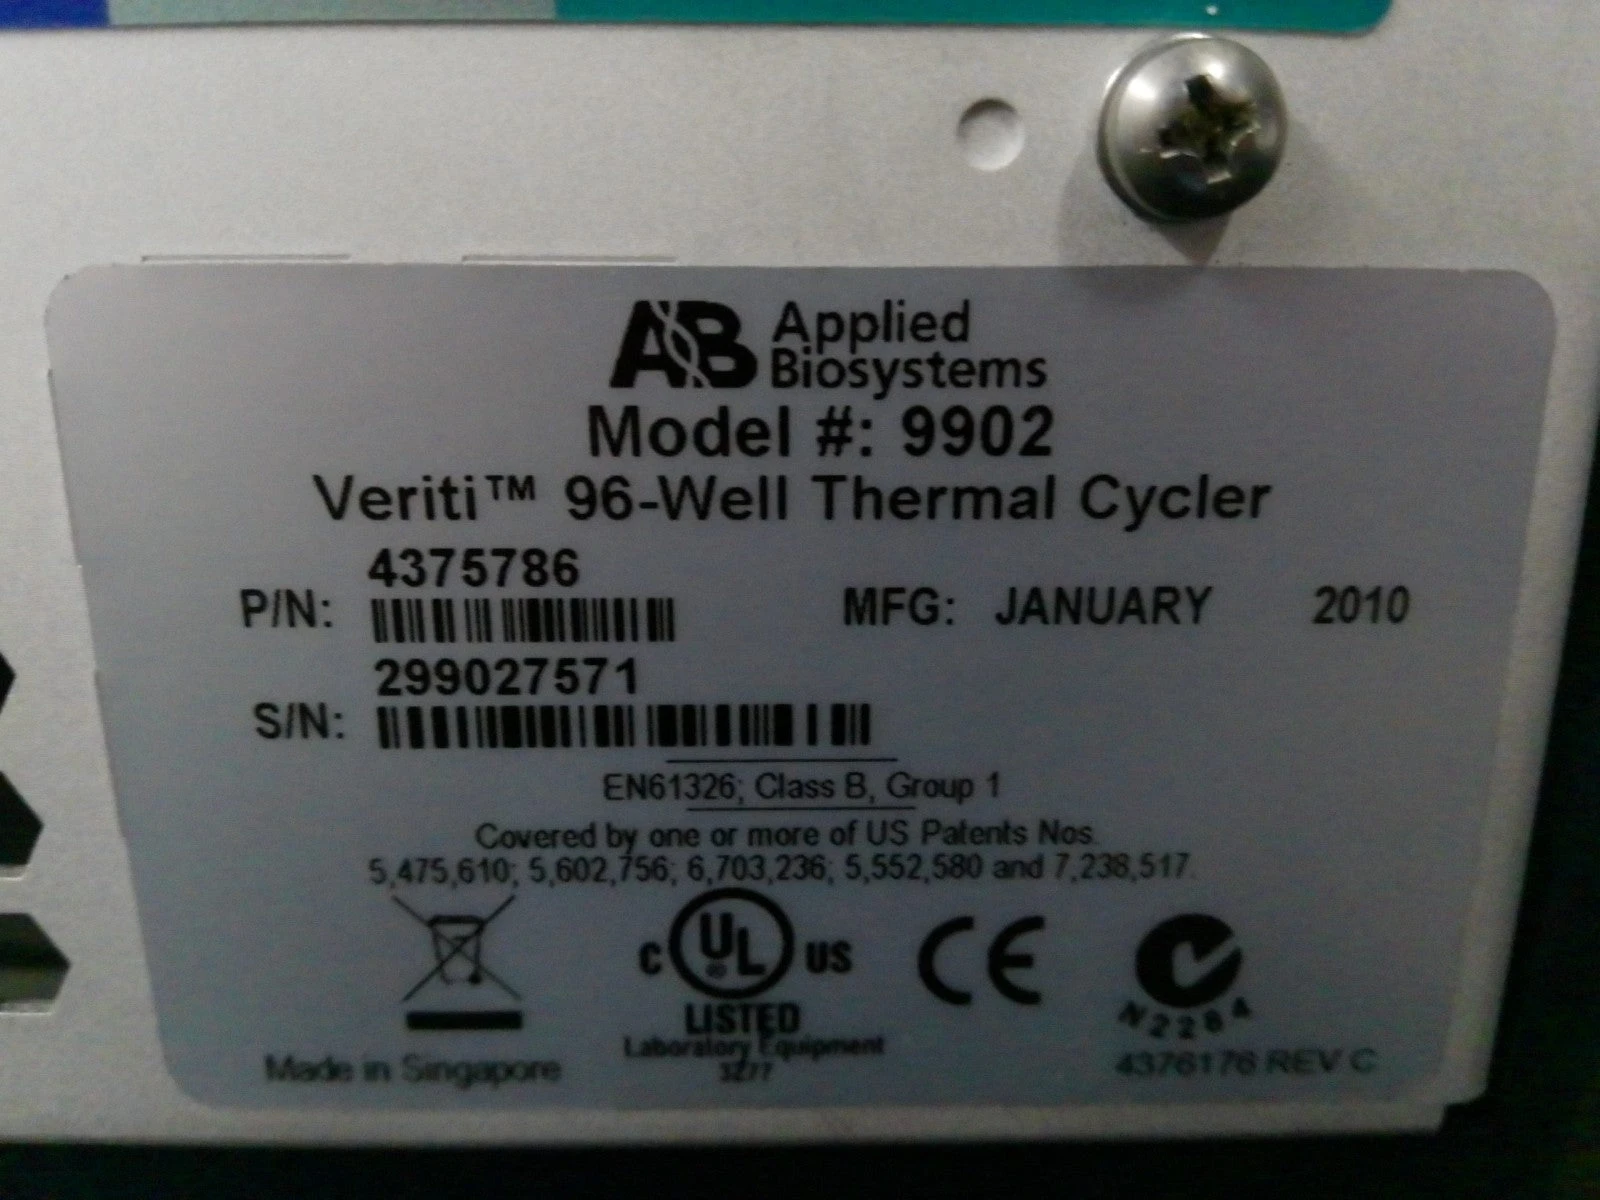 AB Applied
Biosystems
Model #: 9902
Veriti™ 96-Well Thermal Cycler
4375786
P/N:
MFG: JANUARY 2010
299027571
S/N:
EN61326; Class B, Group 1
Covered by one or more of US Patents Nos.
5,475,610; 5,602,756; 6,703,236; 5,552,580 and 7,238,517.
C UL ® US
LISTED
Laboratory Equipment
3277
CE
N2284
Made in Singapore
4376176 REV C